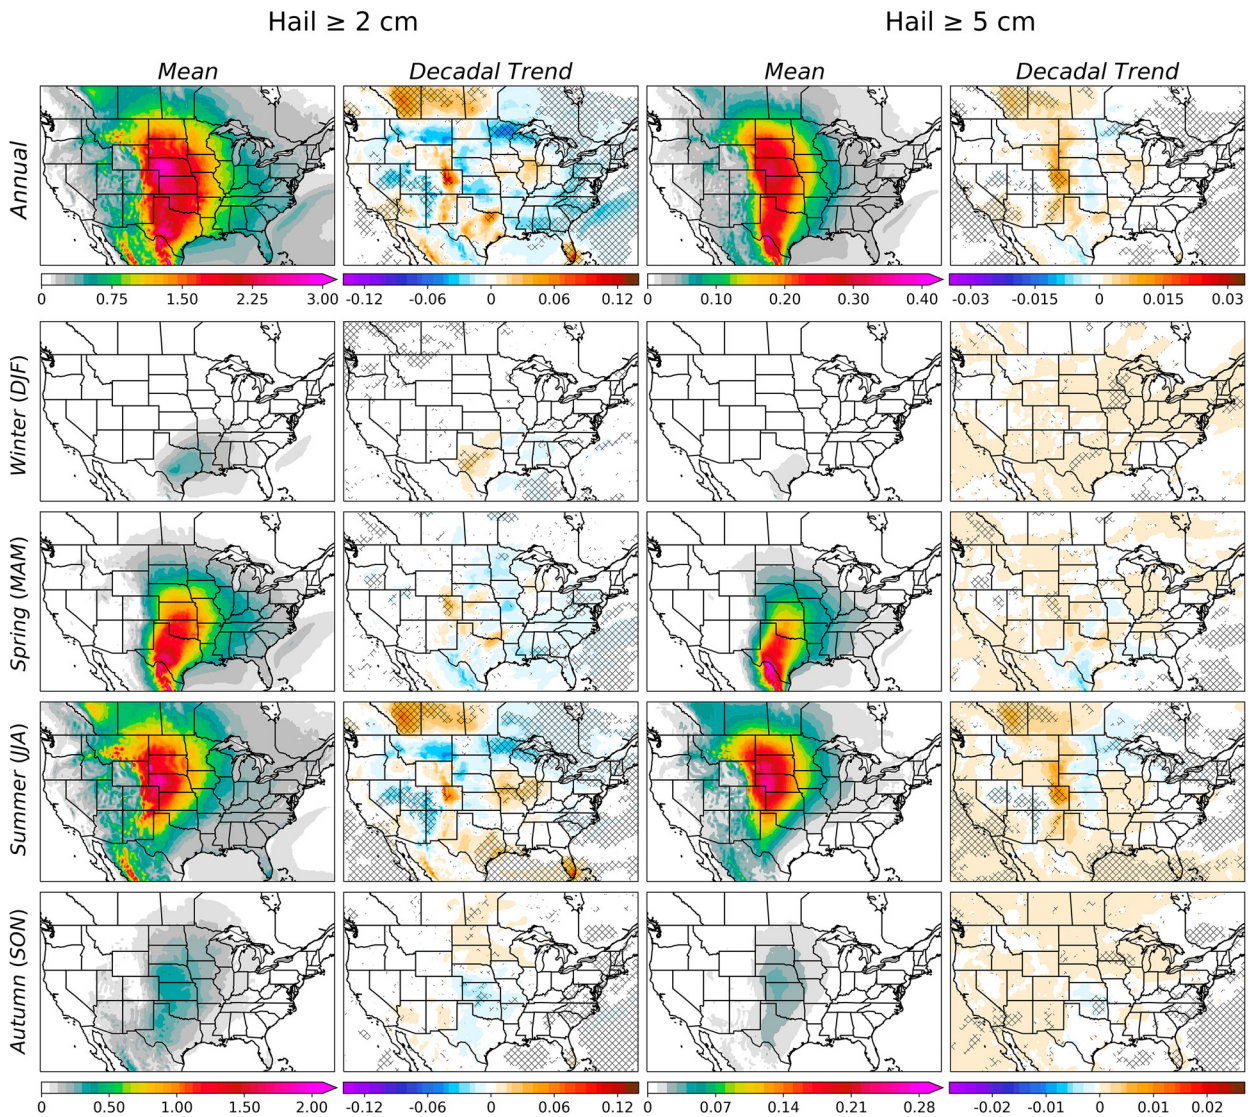 Hail ≥ 2 cm Hail ≥ 5 cm
Mean Decadal Trend Mean Decadal Trend
Annual
0 0.75 1.50 2.25 3.00 -0.12 -0.06 0 0.06 0.12 0 0.10 0.20 0.30 0.40 -0.03 -0.015 0 0.015 0.03
Winter (DJF)
Spring (MAM)
Summer (JJA)
Autumn (SON)
0 0.50 1.00 1.50 2.00 -0.12 -0.06 0 0.06 0.12 0 0.07 0.14 0.21 0.28 -0.02 -0.01 0 0.01 0.02